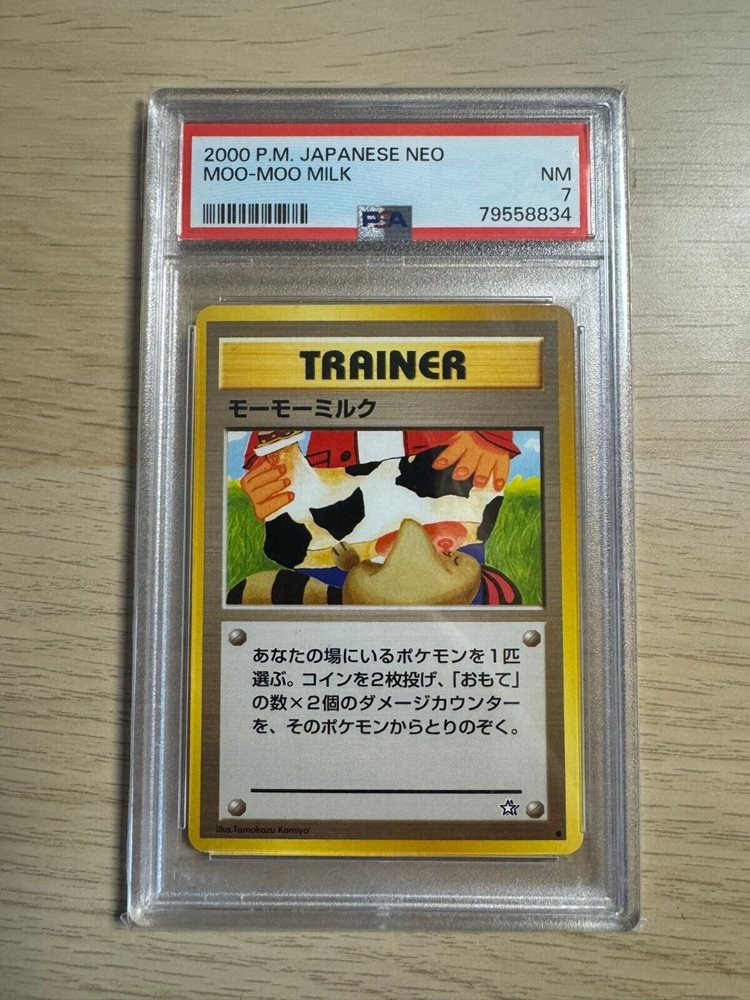 2000 P.M. JAPANESE NEO
MOO-MOO MILK
NM
7
79558834
PSA
TRAINER
モーモーミルク
あなたの場にいるポケモンを1匹
選ぶ。コインを2枚投げ、「おもて」
の数×2個のダメージカウンター
を、そのポケモンからとりのぞく。
Illus Tomokazu Komiya